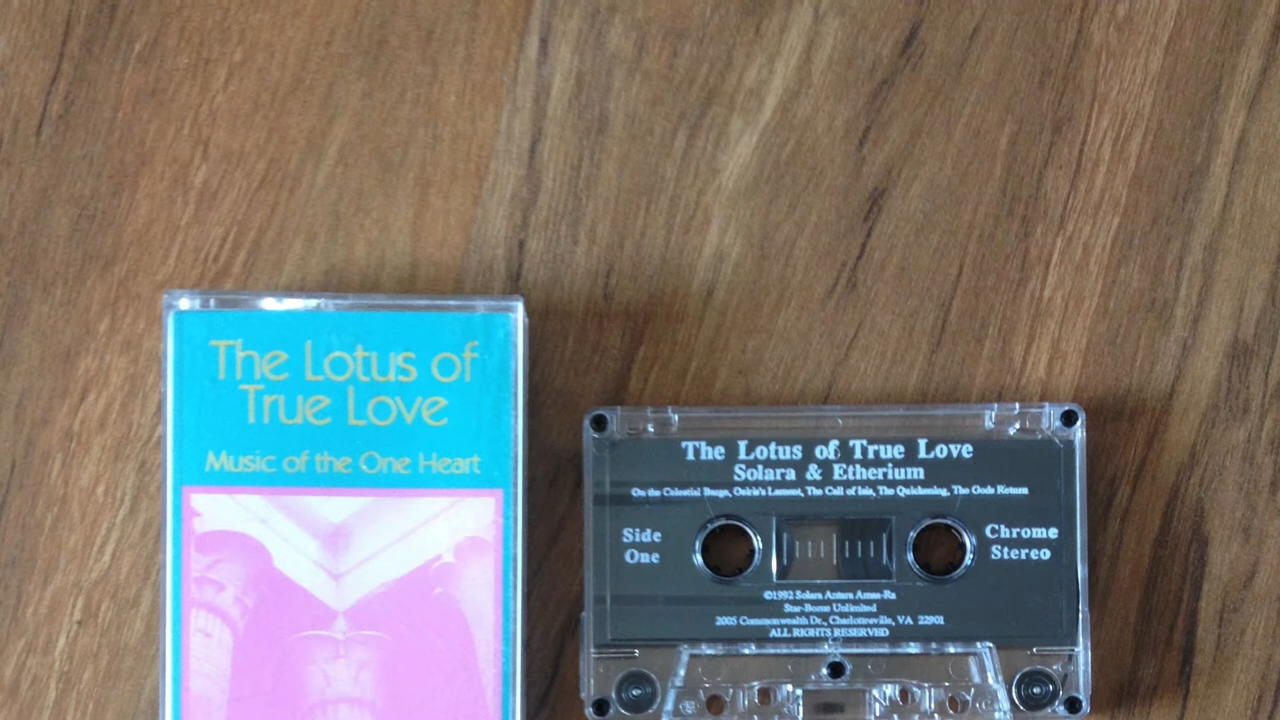 The Lotus of
True Love
Music of the One Heart
The Lotus of True Love
Solara & Etherium
On the Celestial Barge, Osiris's Lament, The Call of Isis, The Quickening, The Gods Return
Side
One
Chrome
Stereo
©1992 Solara Antara Amaa-Ra
Star-Borne Unlimited
2005 Commonwealth Dr., Charlottesville, VA 22901
ALL RIGHTS RESERVED